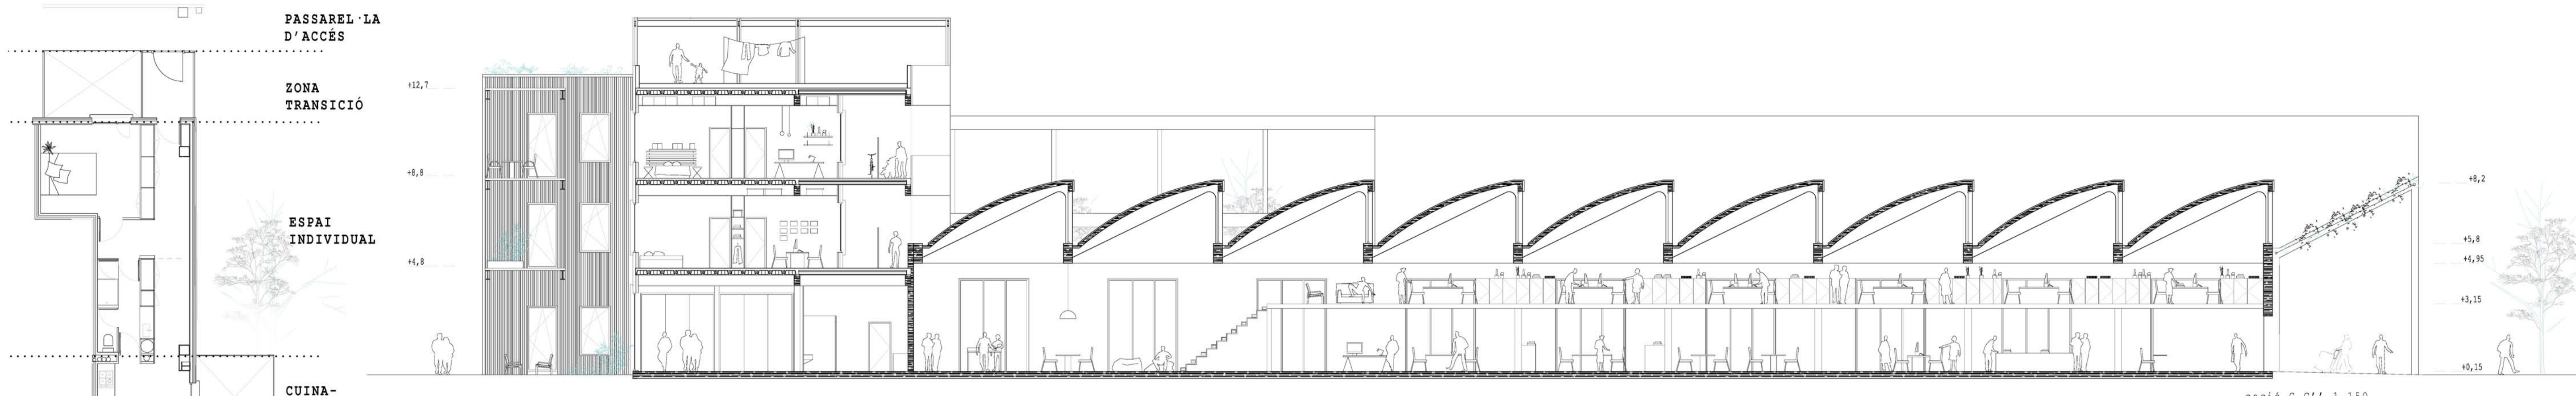 PASSAREL·LA
D'ACCÉS
ZONA
TRANSICIÓ
ESPAI
INDIVIDUAL
CUINA-
+12,7
+8,8
+4,8
+8,2
+5,8
+4,95
+3,15
+0,15